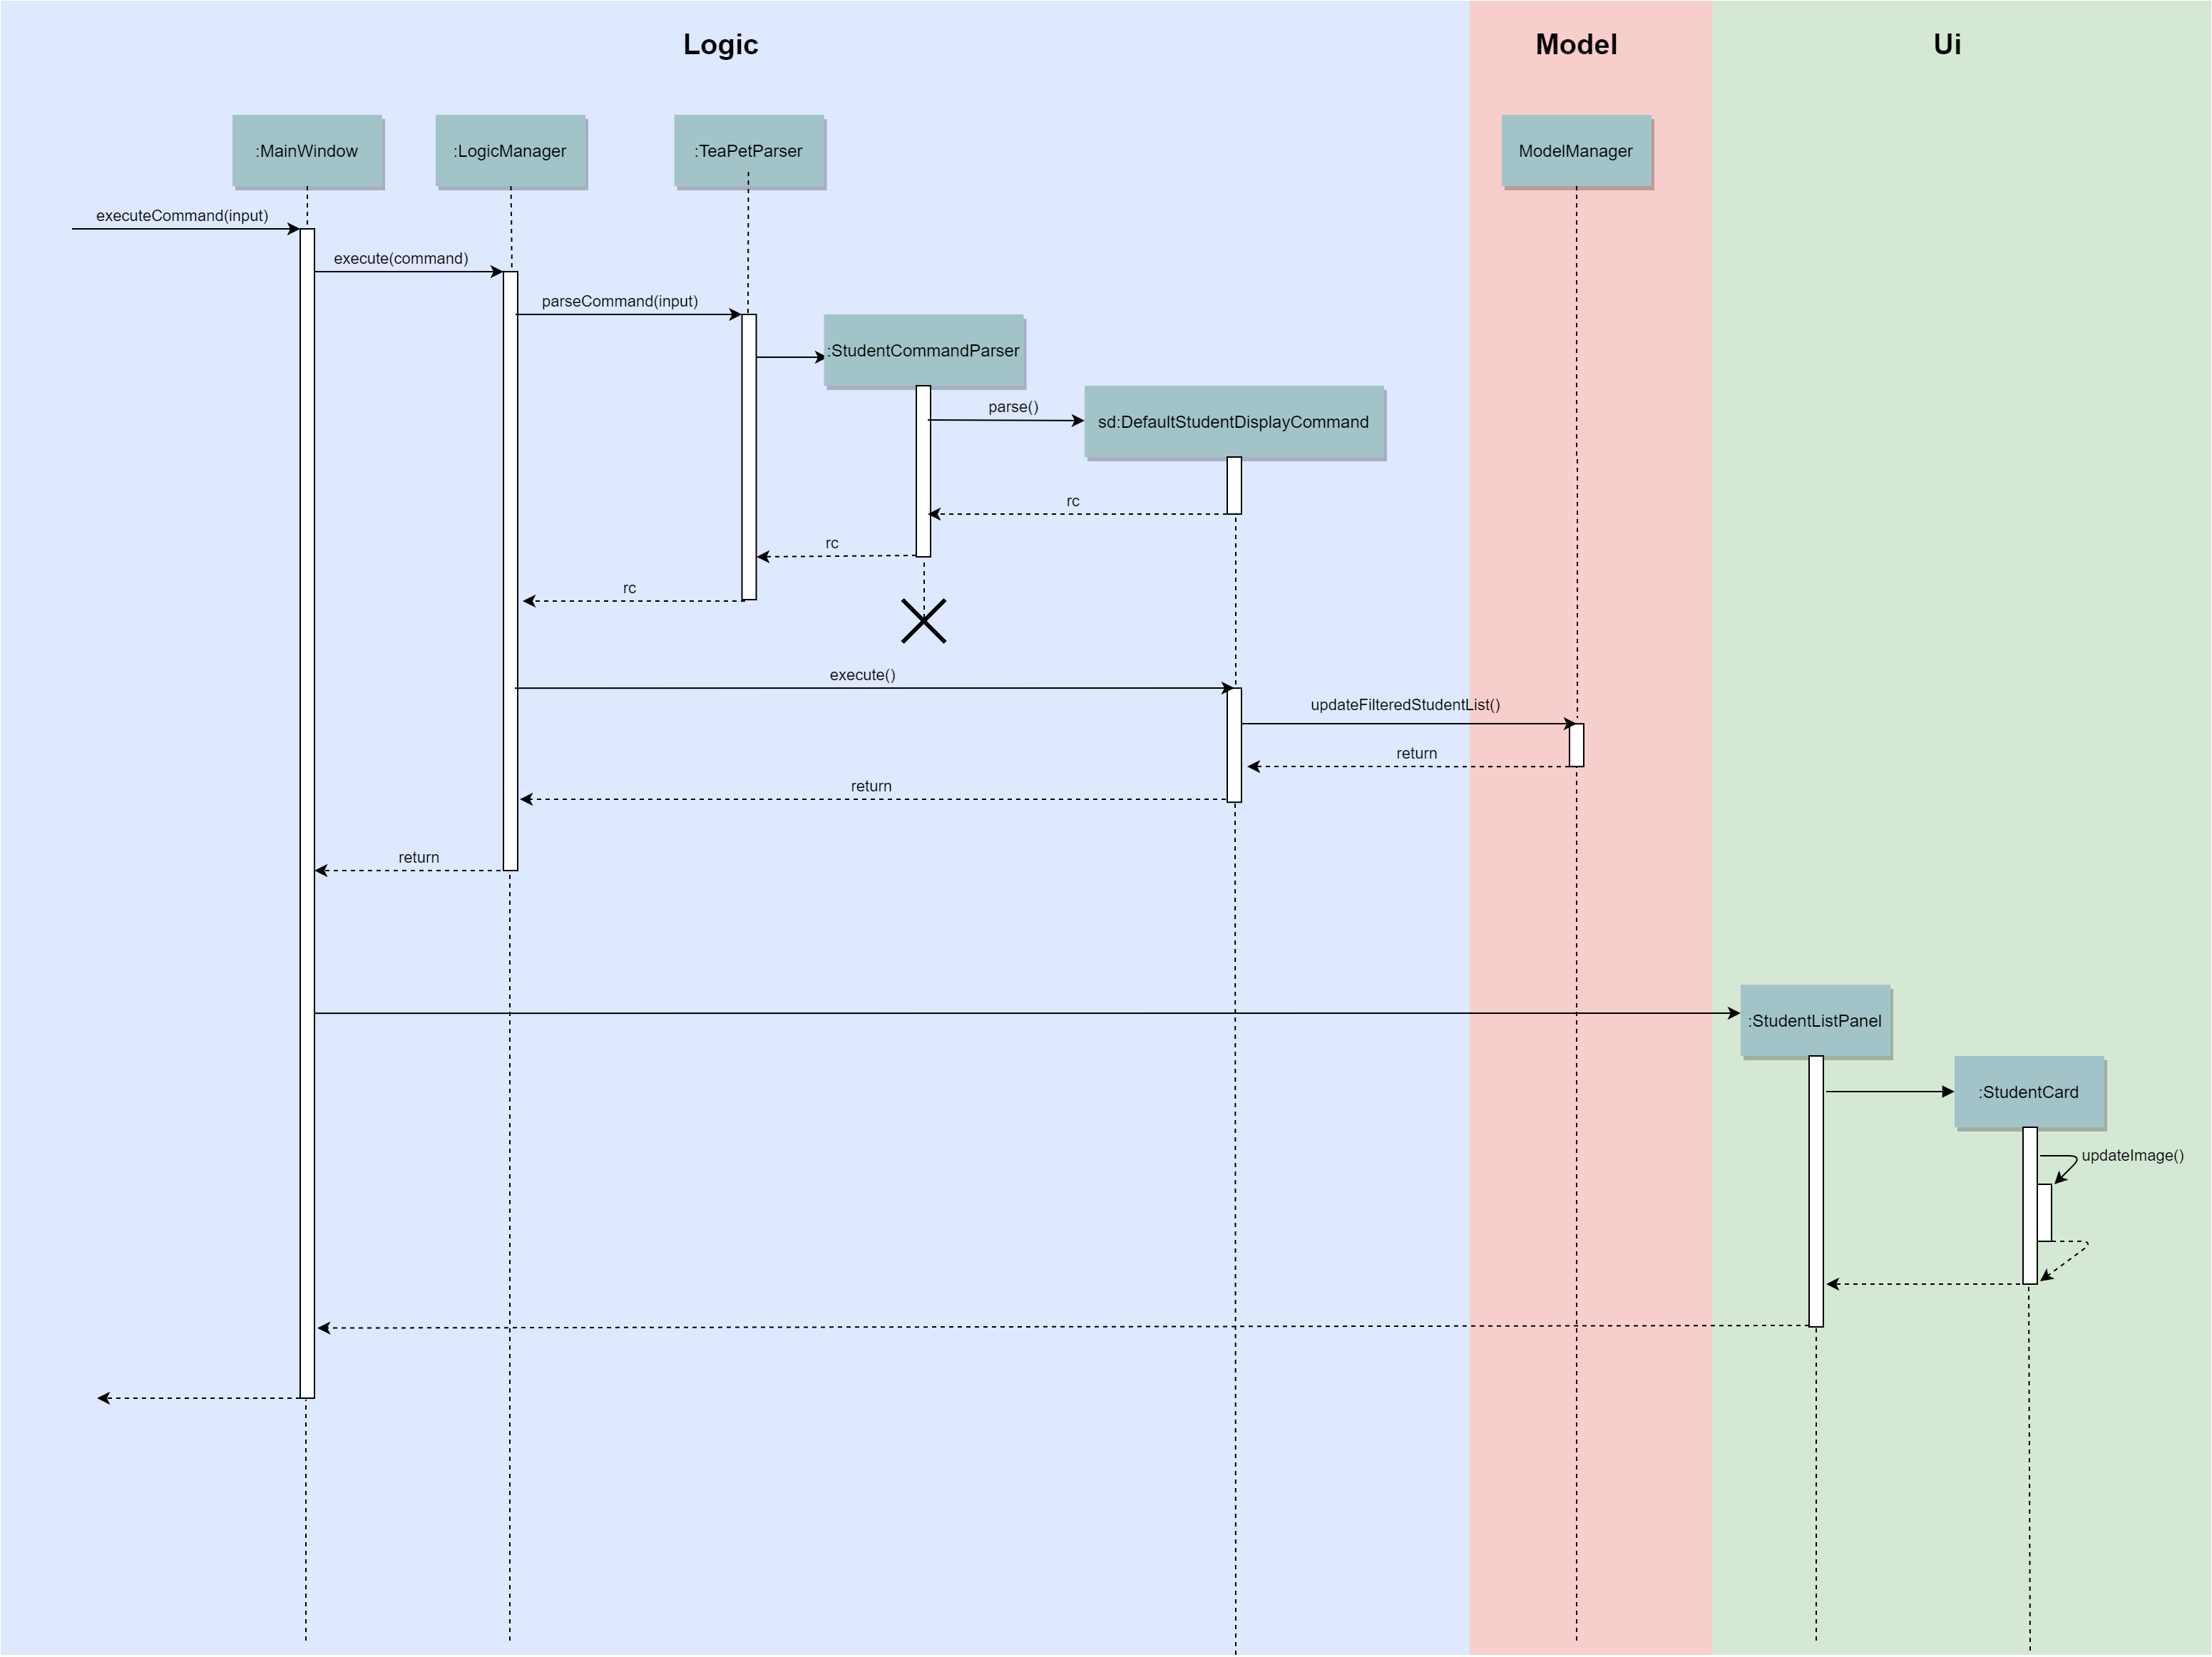 Logic
Model
Ui
:MainWindow
:LogicManager
:TeaPetParser
ModelManager
executeCommand(input)
execute(command)
parseCommand(input)
:StudentCommandParser
parse()
sd:DefaultStudentDisplayCommand
rc
rc
rc
execute()
updateFilteredStudentList()
return
return
return
:StudentListPanel
:StudentCard
updateImage()